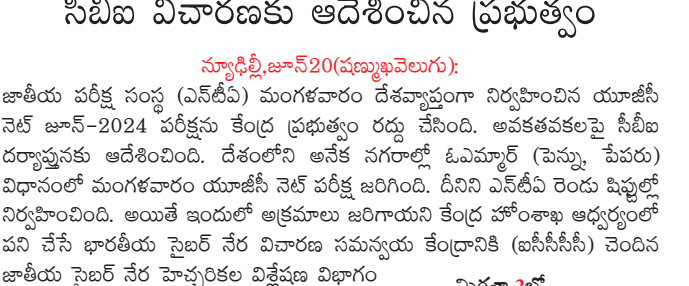 సీబీఐ విచారణకు ఆదేశించిన ప్రభుత్వం
న్యూఢిల్లీ,జూన్20(షణ్ముఖవెలుగు):
జాతీయ పరీక్ష సంస్థ (ఎన్‌టీఏ) మంగళవారం దేశవ్యాప్తంగా నిర్వహించిన యూజీసీ
నెట్ జూన్-2024 పరీక్షను కేంద్ర ప్రభుత్వం రద్దు చేసింది. అవకతవకలపై సీబీఐ
దర్యాప్తునకు ఆదేశించింది. దేశంలోని అనేక నగరాల్లో ఓఎమ్మార్ (పెన్ను, పేపరు)
విధానంలో మంగళవారం యూజీసీ నెట్ పరీక్ష జరిగింది. దీనిని ఎన్‌టీఏ రెండు షిఫ్టుల్లో
నిర్వహించింది. అయితే ఇందులో అక్రమాలు జరిగాయని కేంద్ర హోంశాఖ ఆధ్వర్యంలో
పని చేసే భారతీయ సైబర్ నేర విచారణ సమన్వయ కేంద్రానికి (ఐసీసీసీసీ) చెందిన
జాతీయ సైబర్ నేర హెచ్చరికల విశ్లేషణ విభాగం